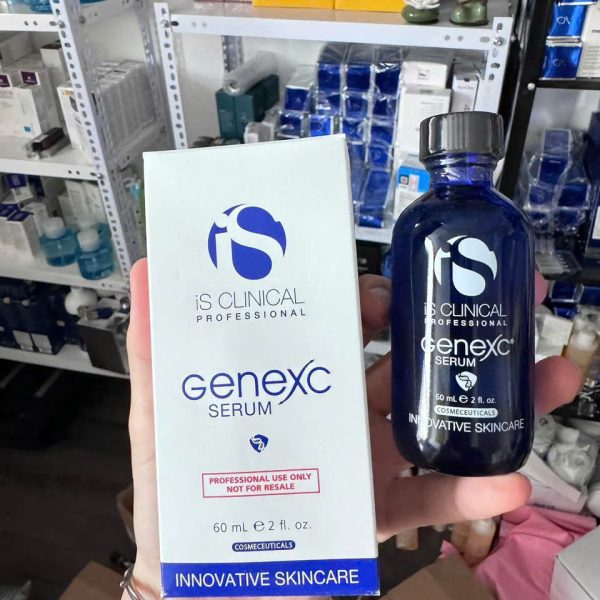 iS
iS CLINICAL
PROFESSIONAL
GENEXC
SERUM
PROFESSIONAL USE ONLY
NOT FOR RESALE
60 mL ℮ 2 fl. oz.
COSMECEUTICALS
INNOVATIVE SKINCARE
iS
iS CLINICAL
PROFESSIONAL
GENEXC®
SERUM
60 mL ℮ 2 fl. oz.
COSMECEUTICALS
INNOVATIVE SKINCARE